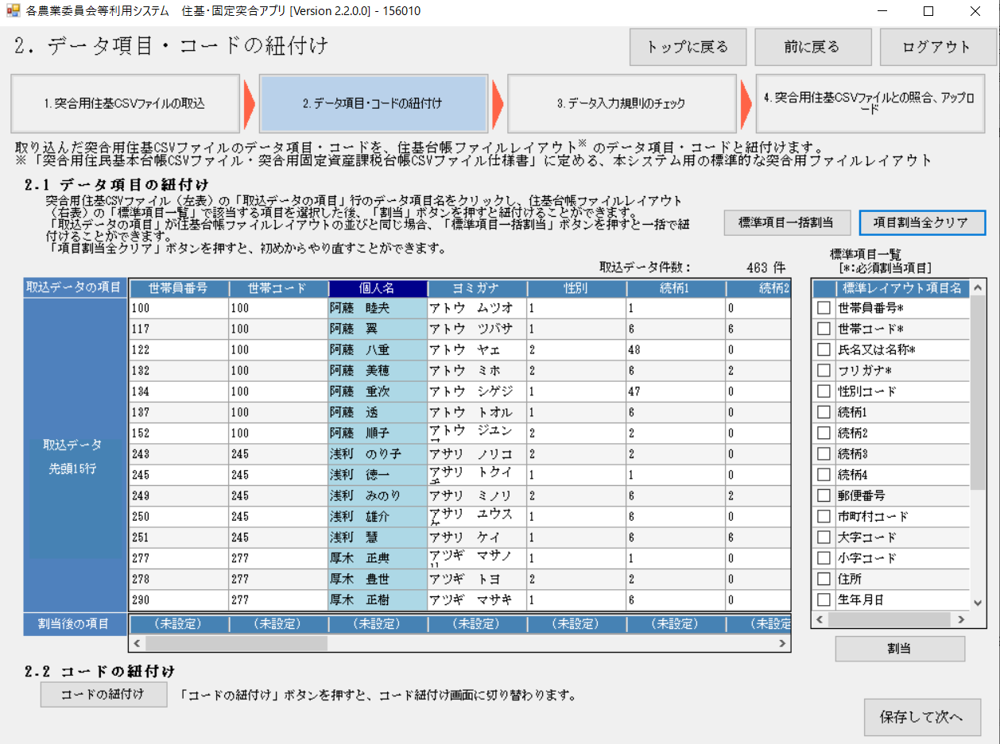 各農業委員会等利用システム　住基･固定突合アプリ [Version 2.2.0.0] - 156010
2. データ項目・コードの紐付け
トップに戻る
前に戻る
ログアウト
1.突合用住基CSVファイルの取込
2.データ項目･コードの紐付け
3.データ入力規則のチェック
4.突合用住基CSVファイルとの照合、アップロ
ード
取り込んだ突合用住基CSVファイルのデータ項目・コードを、住基台帳ファイルレイアウト※ のデータ項目・コードと紐付けます。
※「突合用住民基本台帳CSVファイル・突合用固定資産課税台帳CSVファイル仕様書」に定める、本システム用の標準的な突合用ファイルレイアウト
2.1 データ項目の紐付け
突合用住基CSVファイル（左表）の「取込データの項目」行のデータ項目名をクリックし、住基台帳ファイルレイアウト
（右表）の「標準項目一覧」で該当する項目を選択した後、「割当」ボタンを押すと紐付けることができます。
「取込データの項目」が住基台帳ファイルレイアウトの並びと同じ場合、「標準項目一括割当」ボタンを押すと一括で紐
付けることができます。
「項目割当全クリア」ボタンを押すと、初めからやり直すことができます。
標準項目一括割当
項目割当全クリア
取込データ件数： 463 件
標準項目一覧
[*:必須割当項目]
取込データの項目 世帯員番号 世帯コード 個人名 ヨミガナ 性別 続柄1 続柄2
100 100 阿藤　睦夫 アトウ　ムツオ 1 1 0
117 100 阿藤　翼 アトウ　ツバサ 1 6 6
122 100 阿藤　八重 アトウ　ヤエ 2 48 0
132 100 阿藤　美穂 アトウ　ミホ 2 6 2
134 100 阿藤　重次 アトウ　シゲジ 1 47 0
137 100 阿藤　透 アトウ　トオル 1 6 0
152 100 阿藤　順子 アトウ　ジユン 2 2 0
243 245 浅利　のり子 アサリ　ノリコ 2 2 0
245 245 浅利　徳一 アサリ　トクイ 1 1 0
249 245 浅利　みのり アサリ　ミノリ 2 6 2
250 245 浅利　雄介 アサリ　ユウス 1 6 0
251 245 浅利　慧 アサリ　ケイ 1 6 6
277 277 厚木　正典 アツギ　マサノ 1 1 0
278 277 厚木　豊世 アツギ　トヨ 2 2 0
290 277 厚木　正樹 アツギ　マサキ 1 6 0
取込データ
先頭15行
割当後の項目 （未設定） （未設定） （未設定） （未設定） （未設定） （未設定） （未設定
標準レイアウト項目名
世帯員番号*
世帯コード*
氏名又は名称*
フリガナ*
性別コード
続柄1
続柄2
続柄3
続柄4
郵便番号
市町村コード
大字コード
小字コード
住所
生年月日
割当
2.2 コードの紐付け
コードの紐付け
「コードの紐付け」ボタンを押すと、コード紐付け画面に切り替わります。
保存して次へ